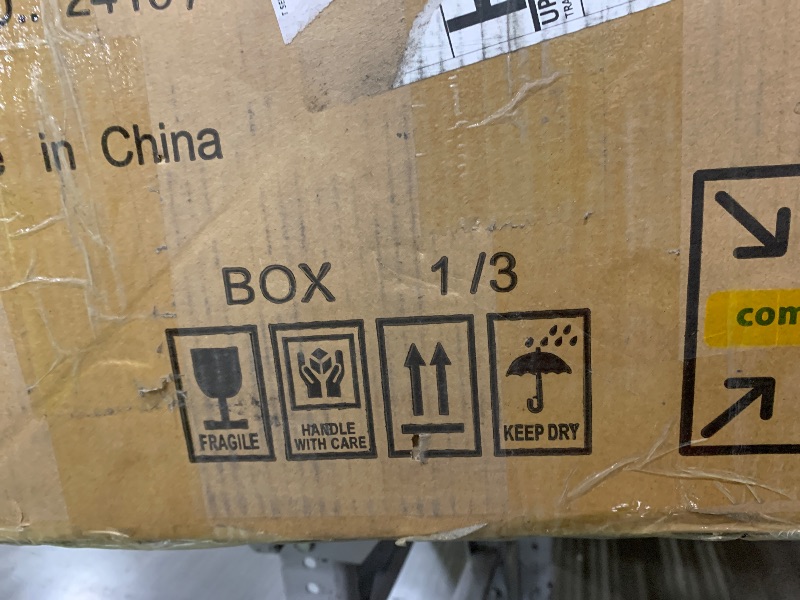 in China
BOX 1/3
FRAGILE
HANDLE
WITH CARE
KEEP DRY
com